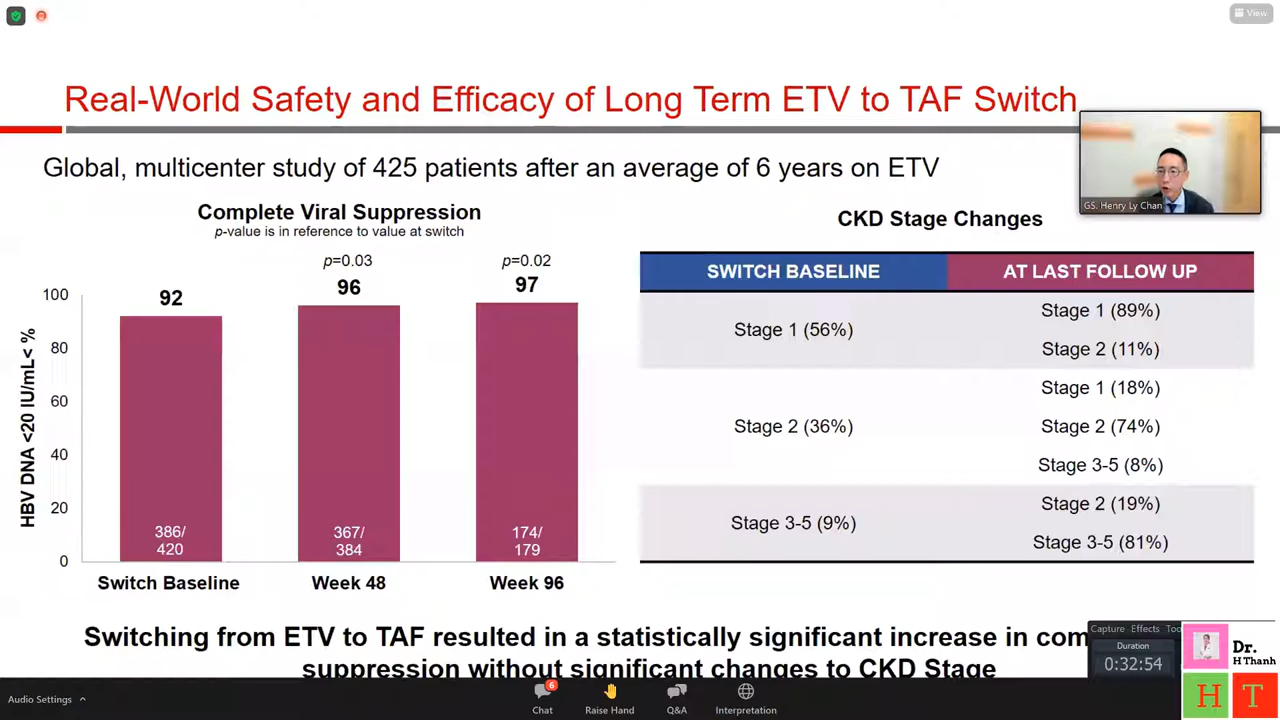 View
Real-World Safety and Efficacy of Long Term ETV to TAF Switch
GS. Henry Ly Chan
Global, multicenter study of 425 patients after an average of 6 years on ETV
Complete Viral Suppression
p-value is in reference to value at switch
p=0.03
p=0.02
92
96
97
HBV DNA <20 IU/mL< %
100
80
60
40
20
0
386/
420
367/
384
174/
179
Switch Baseline
Week 48
Week 96
CKD Stage Changes
SWITCH BASELINE
AT LAST FOLLOW UP
Stage 1 (56%)
Stage 1 (89%)
Stage 2 (11%)
Stage 2 (36%)
Stage 1 (18%)
Stage 2 (74%)
Stage 3-5 (8%)
Stage 3-5 (9%)
Stage 2 (19%)
Stage 3-5 (81%)
Switching from ETV to TAF resulted in a statistically significant increase in com
suppression without significant changes to CKD Stage
Capture Effects Too
Duration
0:32:54
Dr.
H Thanh
H T
Audio Settings
6
Chat
Raise Hand
Q&A
Interpretation